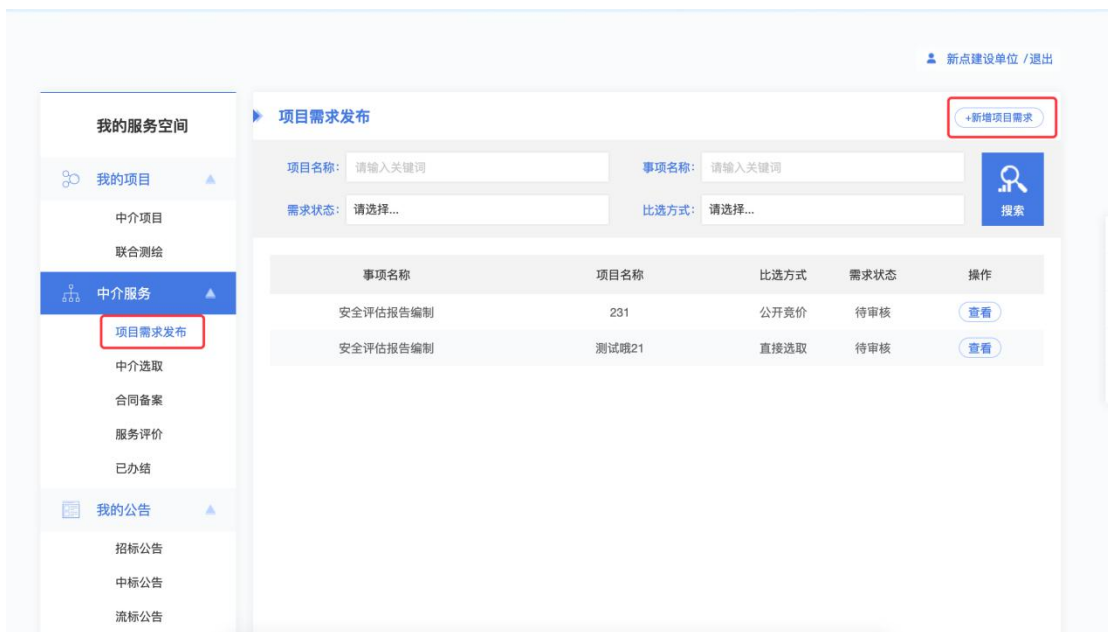 新点建设单位 /退出
我的服务空间
我的项目
中介项目
联合测绘
中介服务
项目需求发布
中介选取
合同备案
服务评价
已办结
我的公告
招标公告
中标公告
流标公告
项目需求发布
+新增项目需求
项目名称： 请输入关键词 事项名称： 请输入关键词
需求状态： 请选择... 比选方式： 请选择...
搜索
事项名称 项目名称 比选方式 需求状态 操作
安全评估报告编制 231 公开竞价 待审核 查看
安全评估报告编制 测试哦21 直接选取 待审核 查看